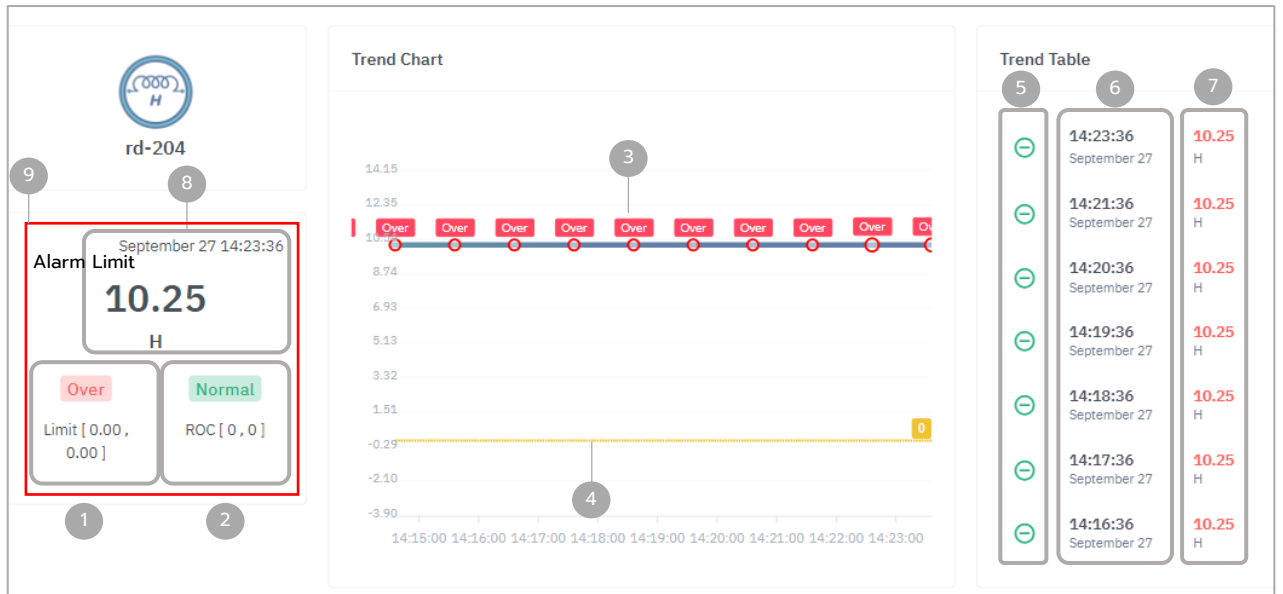 H
rd-204
9
8
September 27 14:23:36
Alarm Limit
10.25
H
Over
Limit [ 0.00 ,
0.00 ]
Normal
ROC [ 0 , 0 ]
1
2
Trend Chart
3
14.15
12.35
Over Over Over Over Over Over Over Over Over Ov
8.74
6.93
5.13
3.32
1.51
0
-0.29
-2.10
4
-3.90
14:15:00 14:16:00 14:17:00 14:18:00 14:19:00 14:20:00 14:21:00 14:22:00 14:23:00
Trend Table
5 6 7
14:23:36 10.25
September 27 H
14:21:36 10.25
September 27 H
14:20:36 10.25
September 27 H
14:19:36 10.25
September 27 H
14:18:36 10.25
September 27 H
14:17:36 10.25
September 27 H
14:16:36 10.25
September 27 H